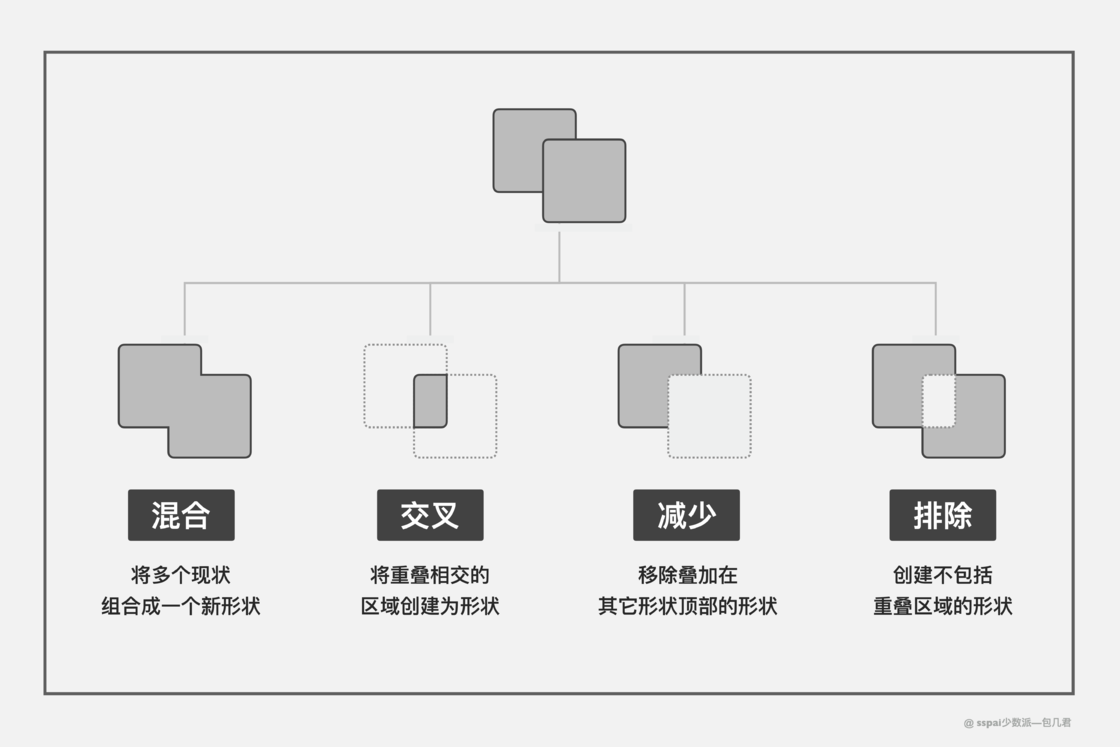 混合
将多个现状
组合成一个新形状
交叉
将重叠相交的
区域创建为形状
减少
移除叠加在
其它形状顶部的形状
排除
创建不包括
重叠区域的形状
@ sspai少数派—包几君